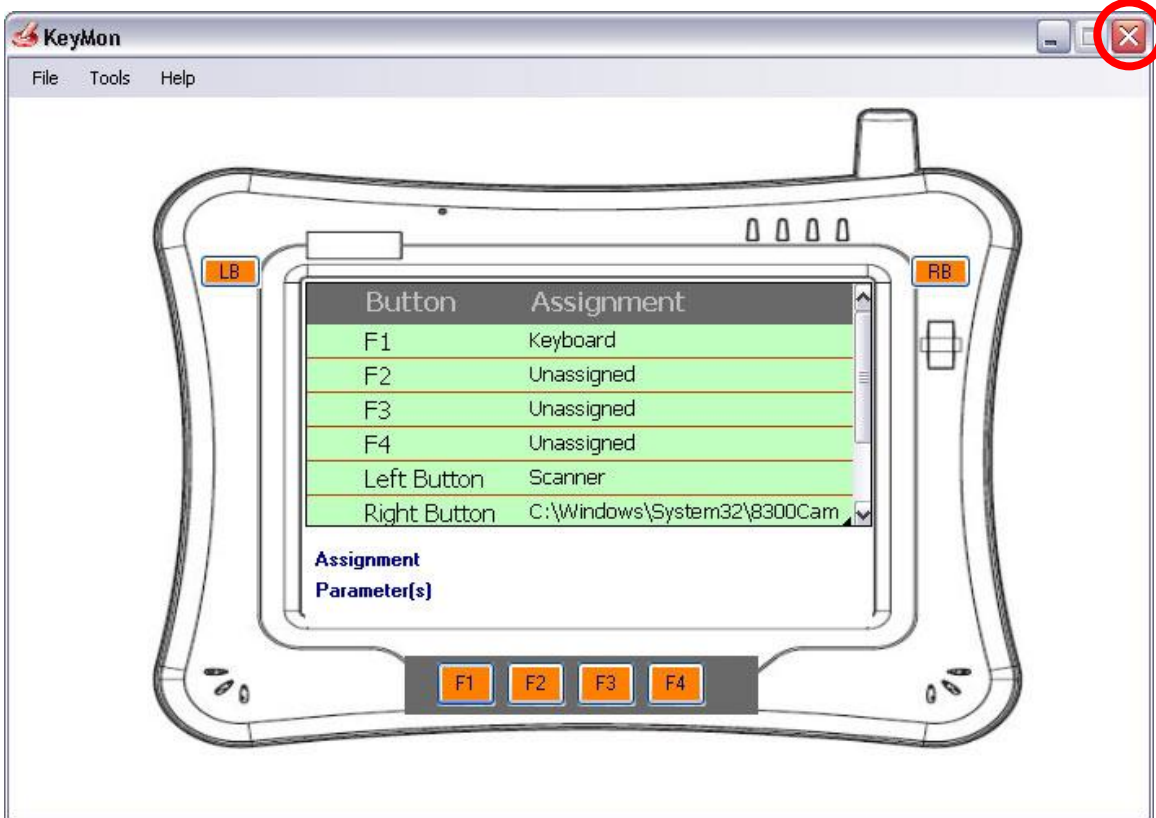 KeyMon
File Tools Help
LB
RB
Button Assignment
F1 Keyboard
F2 Unassigned
F3 Unassigned
F4 Unassigned
Left Button Scanner
Right Button C:\Windows\System32\8300Cam
Assignment
Parameter(s)
F1 F2 F3 F4